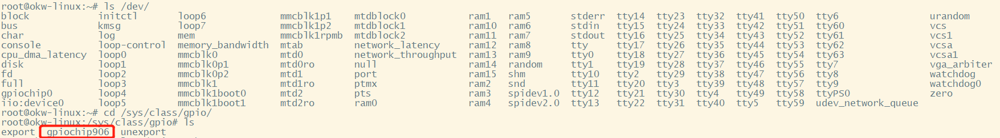 root@okw-linux:~# ls /dev/
block initctl loop6 mmcblk1p1 mtdblock0 ram1 ram5 stderr tty14 tty23 tty32 tty41 tty50 tty6 urandom
bus kmsg loop7 mmcblk1p2 mtdblock1 ram10 ram6 stdin tty15 tty24 tty33 tty42 tty51 tty60 vcs
char log mem mmcblk1rpmb mtdblock2 ram11 ram7 stdout tty16 tty25 tty34 tty43 tty52 tty61 vcs1
console loop-control memory_bandwidth mtab network_latency ram12 ram8 tty tty17 tty26 tty35 tty44 tty53 tty62 vcsa
cpu_dma_latency loop0 mmcblk0 mtd0 network_throughput ram13 ram9 tty0 tty18 tty27 tty36 tty45 tty54 tty63 vcsa1
disk loop1 mmcblk0p1 mtd0ro null ram14 random tty1 tty19 tty28 tty37 tty46 tty55 tty7 vga_arbiter
fd loop2 mmcblk0p2 mtd1 port ram15 shm tty10 tty2 tty29 tty38 tty47 tty56 tty8 watchdog
full loop3 mmcblk1 mtd1ro ptmx ram2 snd tty11 tty20 tty3 tty39 tty48 tty57 tty9 watchdog0
gpiochip0 loop4 mmcblk1boot0 mtd2 pts ram3 spidev1.0 tty12 tty21 tty30 tty4 tty49 tty58 ttyPS0 zero
iio:device0 loop5 mmcblk1boot1 mtd2ro ram0 ram4 spidev2.0 tty13 tty22 tty31 tty40 tty5 tty59 udev_network_queue
root@okw-linux:~# cd /sys/class/gpio/
root@okw-linux:/sys/class/gpio# ls
export gpiochip906 unexport